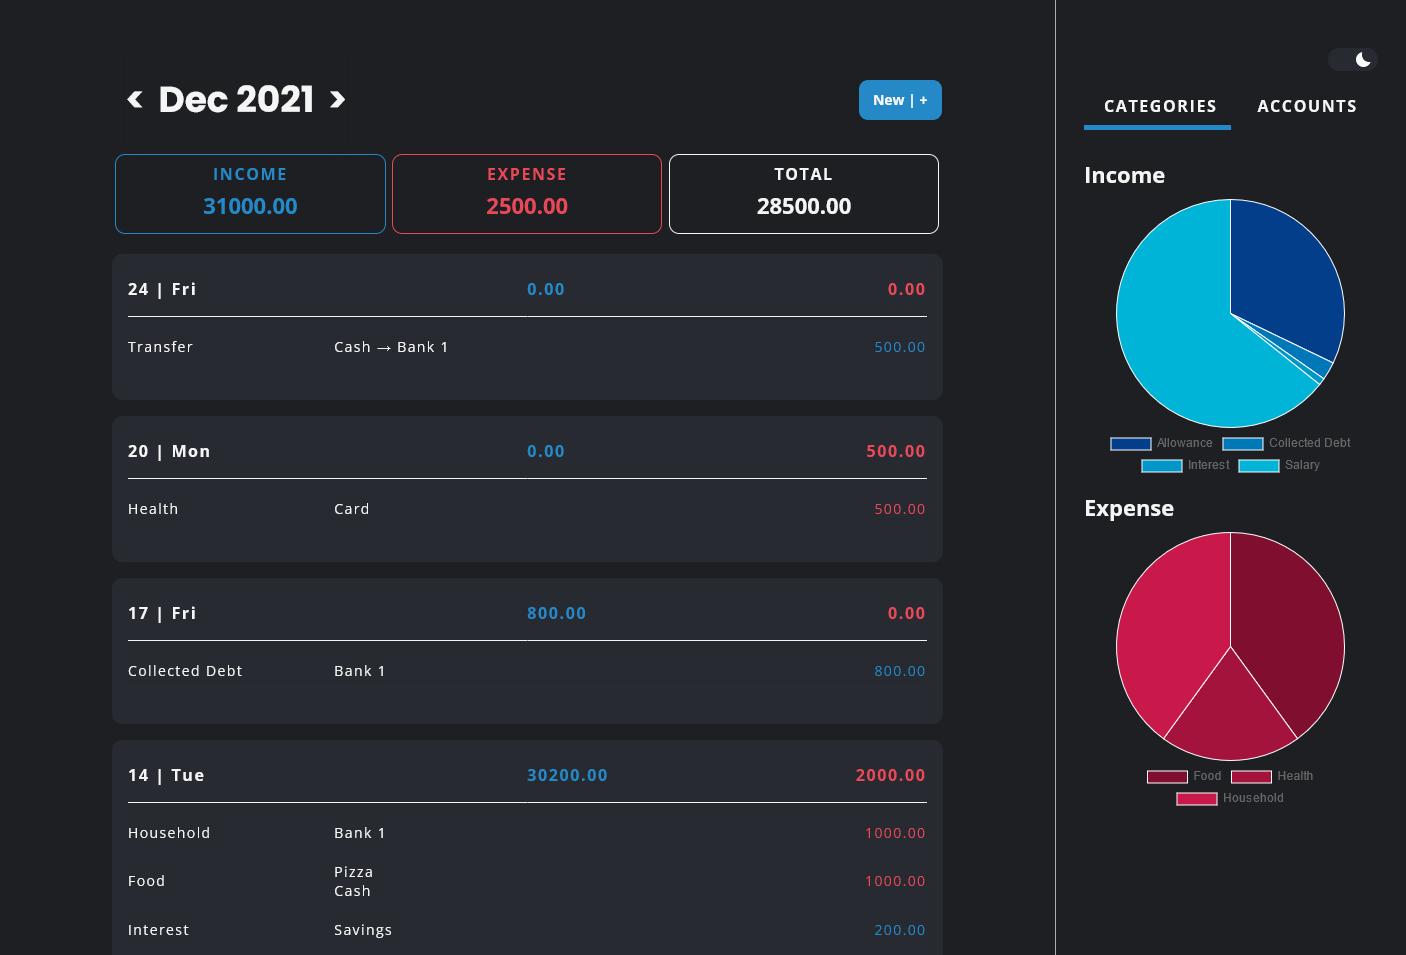 < Dec 2021 >
New | +
INCOME
31000.00
EXPENSE
2500.00
TOTAL
28500.00
24 | Fri 0.00 0.00
Transfer Cash → Bank 1 500.00
20 | Mon 0.00 500.00
Health Card 500.00
17 | Fri 800.00 0.00
Collected Debt Bank 1 800.00
14 | Tue 30200.00 2000.00
Household Bank 1 1000.00
Food Pizza
Cash 1000.00
Interest Savings 200.00
CATEGORIES ACCOUNTS
Income
Allowance Collected Debt
Interest Salary
Expense
Food Health
Household